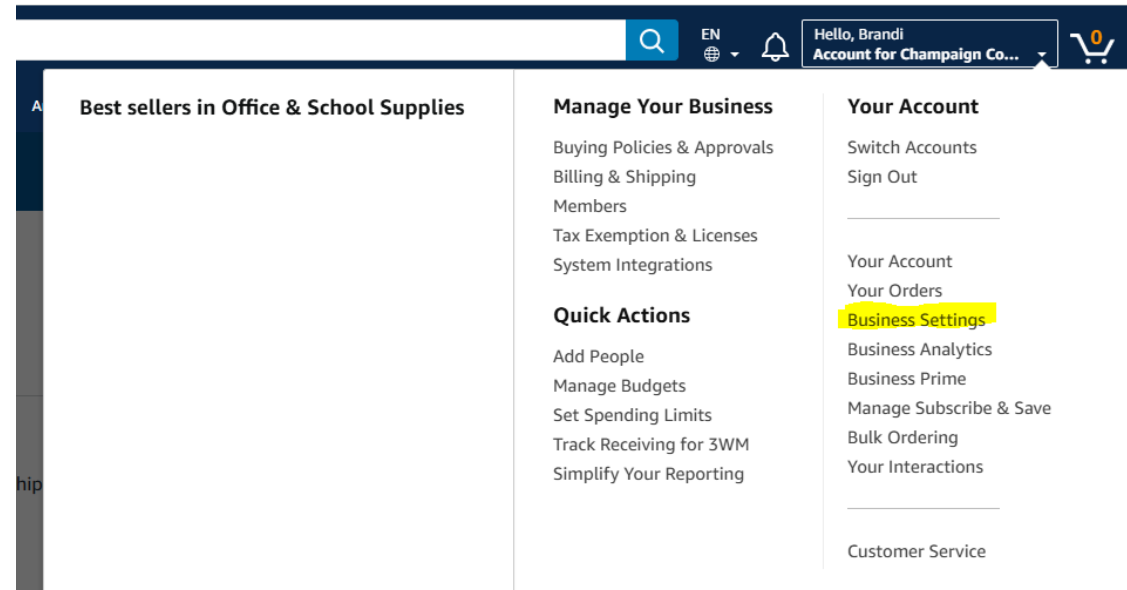 EN
Hello, Brandi
Account for Champaign Co...
0
A
Best sellers in Office & School Supplies
Manage Your Business
Buying Policies & Approvals
Billing & Shipping
Members
Tax Exemption & Licenses
System Integrations
Quick Actions
Add People
Manage Budgets
Set Spending Limits
Track Receiving for 3WM
Simplify Your Reporting
Your Account
Switch Accounts
Sign Out
Your Account
Your Orders
Business Settings
Business Analytics
Business Prime
Manage Subscribe & Save
Bulk Ordering
Your Interactions
Customer Service
hip